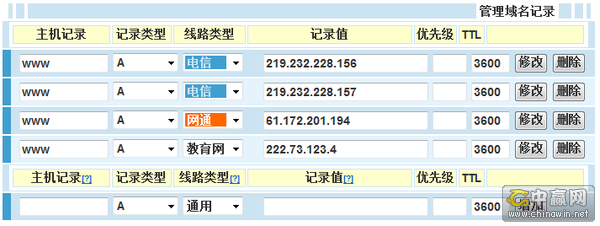 管理域名记录
主机记录 记录类型 线路类型 记录值 优先级 TTL
www A 电信 219.232.228.156 3600 修改 删除
www A 电信 219.232.228.157 3600 修改 删除
www A 网通 61.172.201.194 3600 修改 删除
www A 教育网 222.73.123.4 3600 修改 删除
主机记录[?] 记录类型 线路类型[?] 记录值[?] 优先级 TTL
A 通用 3600 增加
中赢网
www.chinawin.net